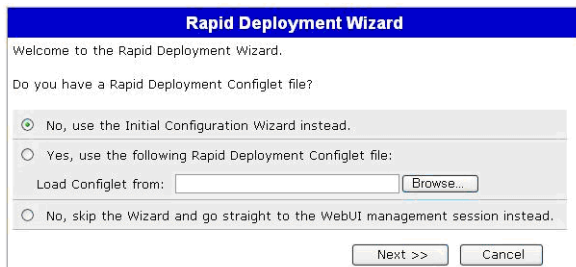 Rapid Deployment Wizard
Welcome to the Rapid Deployment Wizard.
Do you have a Rapid Deployment Configlet file?
No, use the Initial Configuration Wizard instead.
Yes, use the following Rapid Deployment Configlet file:
Load Configlet from: Browse...
No, skip the Wizard and go straight to the WebUI management session instead.
Next >> Cancel